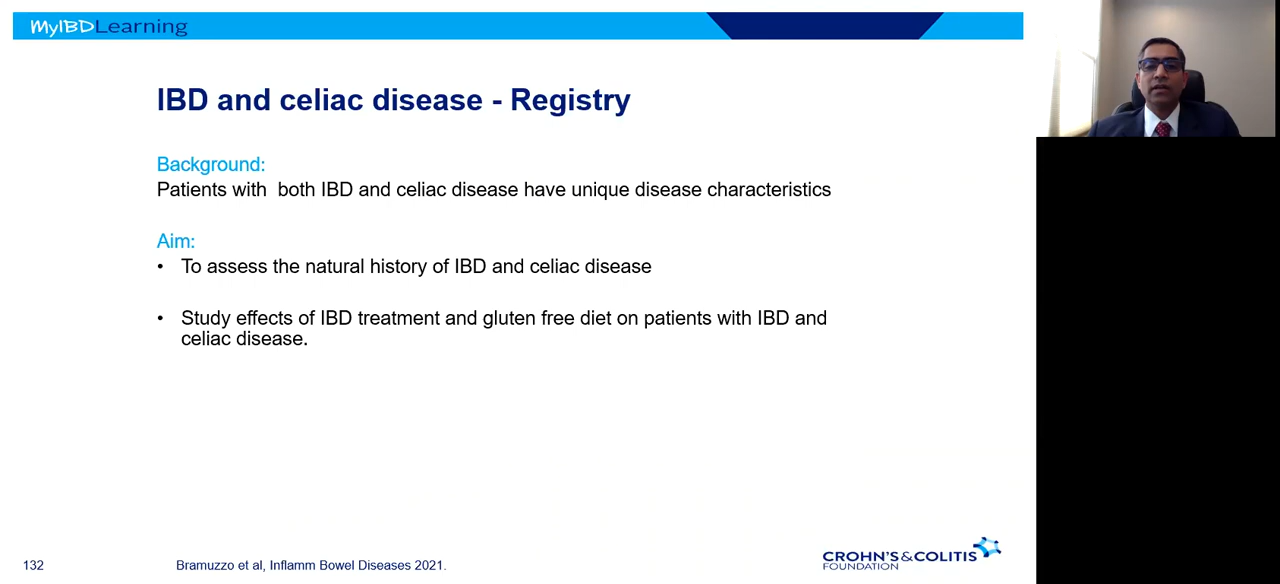 MyIBDLearning
IBD and celiac disease - Registry
Background:
Patients with  both IBD and celiac disease have unique disease characteristics
Aim:
• To assess the natural history of IBD and celiac disease
• Study effects of IBD treatment and gluten free diet on patients with IBD and
celiac disease.
CROHN'S & COLITIS
FOUNDATION
132
Bramuzzo et al, Inflamm Bowel Diseases 2021.